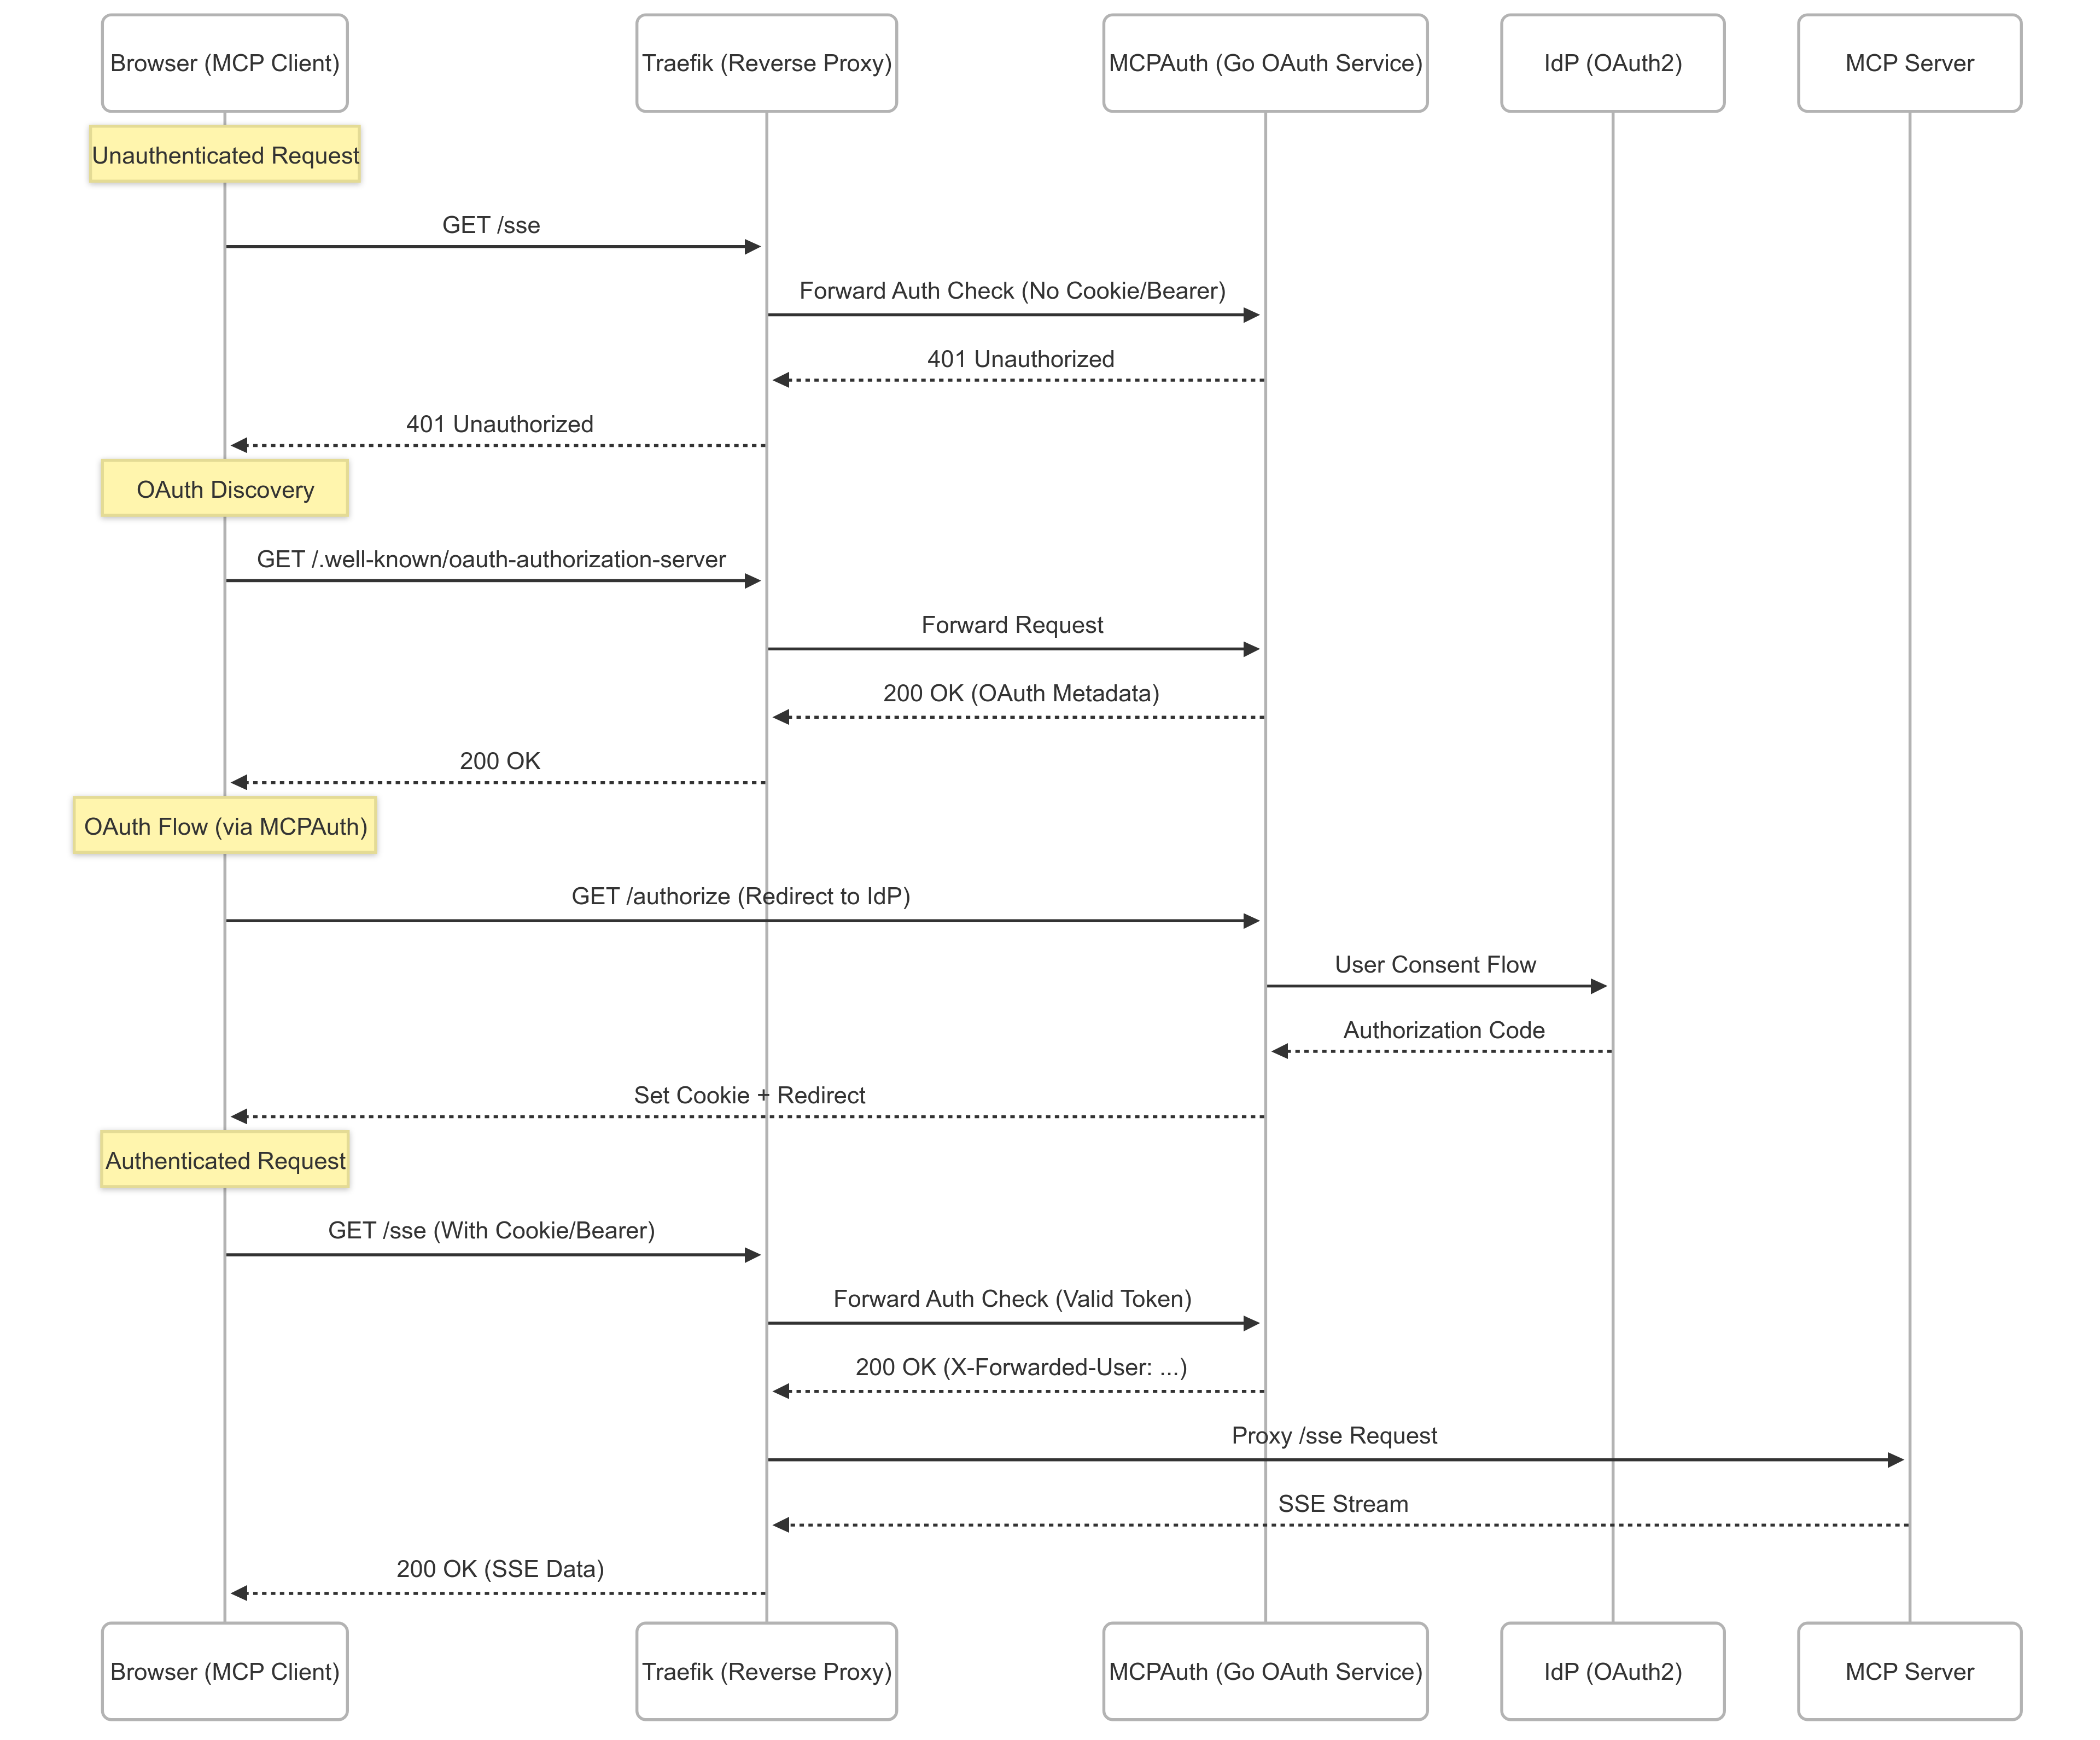 Browser (MCP Client)
Traefik (Reverse Proxy)
MCPAuth (Go OAuth Service)
IdP (OAuth2)
MCP Server
Unauthenticated Request
GET /sse
Forward Auth Check (No Cookie/Bearer)
401 Unauthorized
401 Unauthorized
OAuth Discovery
GET /.well-known/oauth-authorization-server
Forward Request
200 OK (OAuth Metadata)
200 OK
OAuth Flow (via MCPAuth)
GET /authorize (Redirect to IdP)
User Consent Flow
Authorization Code
Set Cookie + Redirect
Authenticated Request
GET /sse (With Cookie/Bearer)
Forward Auth Check (Valid Token)
200 OK (X-Forwarded-User: ...)
Proxy /sse Request
SSE Stream
200 OK (SSE Data)
Browser (MCP Client)
Traefik (Reverse Proxy)
MCPAuth (Go OAuth Service)
IdP (OAuth2)
MCP Server